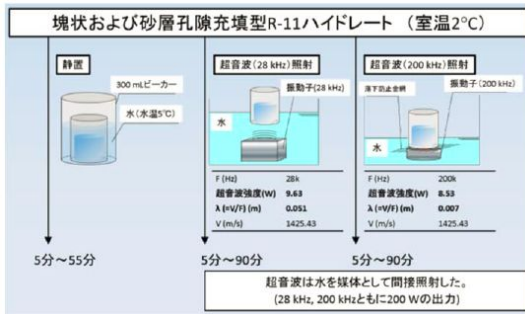 塊状および砂層孔隙充填型R-11ハイドレート （室温2℃）
静置
300 mLビーカー
水(水温5℃)
超音波(28 kHz)照射
振動子(28 kHz)
水
F (Hz) 28k
超音波強度(W) 9.63
λ (=V/F) (m) 0.051
V (m/s) 1425.43
超音波(200 kHz)照射
落下防止金網
振動子(200 kHz)
水
F (Hz) 200k
超音波強度(W) 8.53
λ (=V/F) (m) 0.007
V (m/s) 1425.43
5分～55分
5分～90分
5分～90分
超音波は水を媒体として間接照射した。
(28 kHz, 200 kHzともに200 Wの出力)